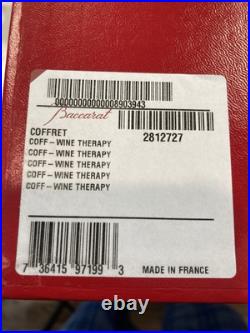 0000000000008903943
Baccarat
COFFRET
2812727
COFF-WINE THERAPY
COFF-WINE THERAPY
COFF-WINE THERAPY
COFF-WINE THERAPY
COFF-WINE THERAPY
7 36415 97199 3
MADE IN FRANCE